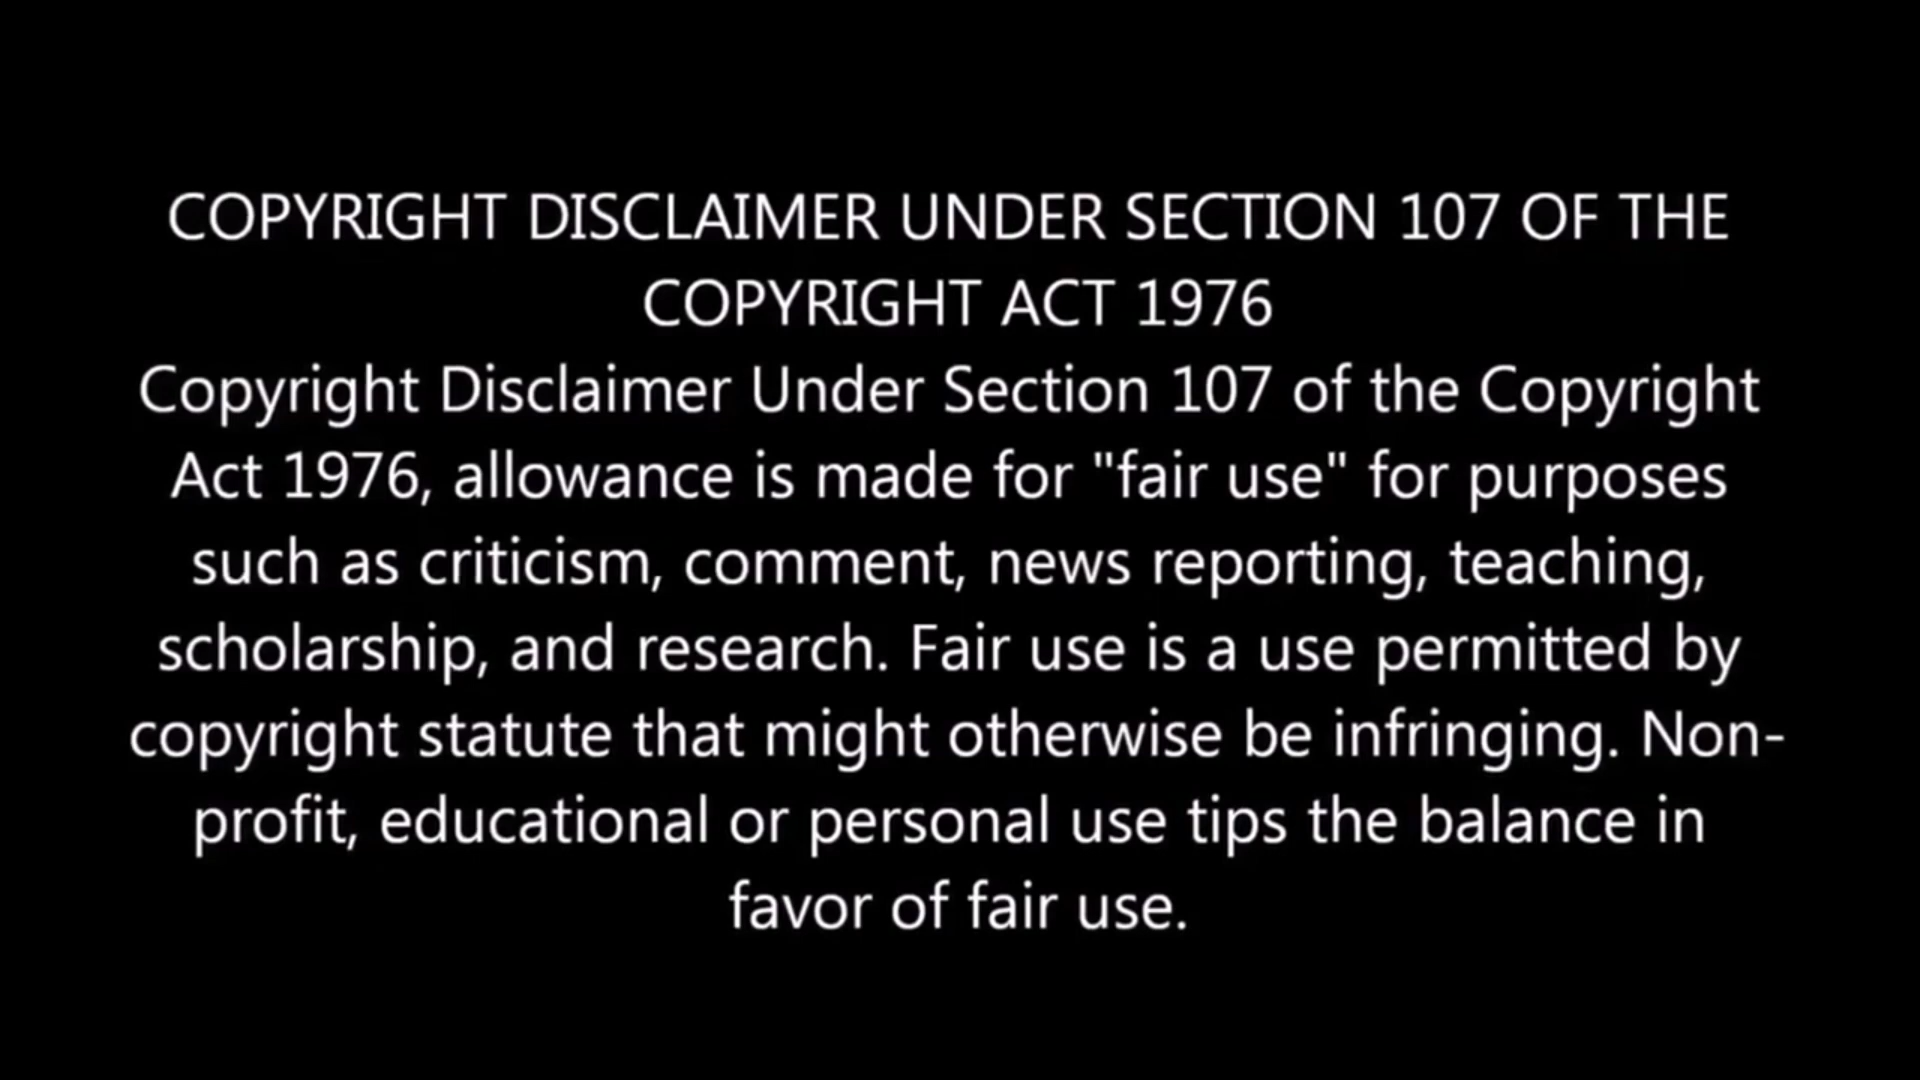 COPYRIGHT DISCLAIMER UNDER SECTION 107 OF THE
COPYRIGHT ACT 1976
Copyright Disclaimer Under Section 107 of the Copyright
Act 1976, allowance is made for "fair use" for purposes
such as criticism, comment, news reporting, teaching,
scholarship, and research. Fair use is a use permitted by
copyright statute that might otherwise be infringing. Non-
profit, educational or personal use tips the balance in
favor of fair use.